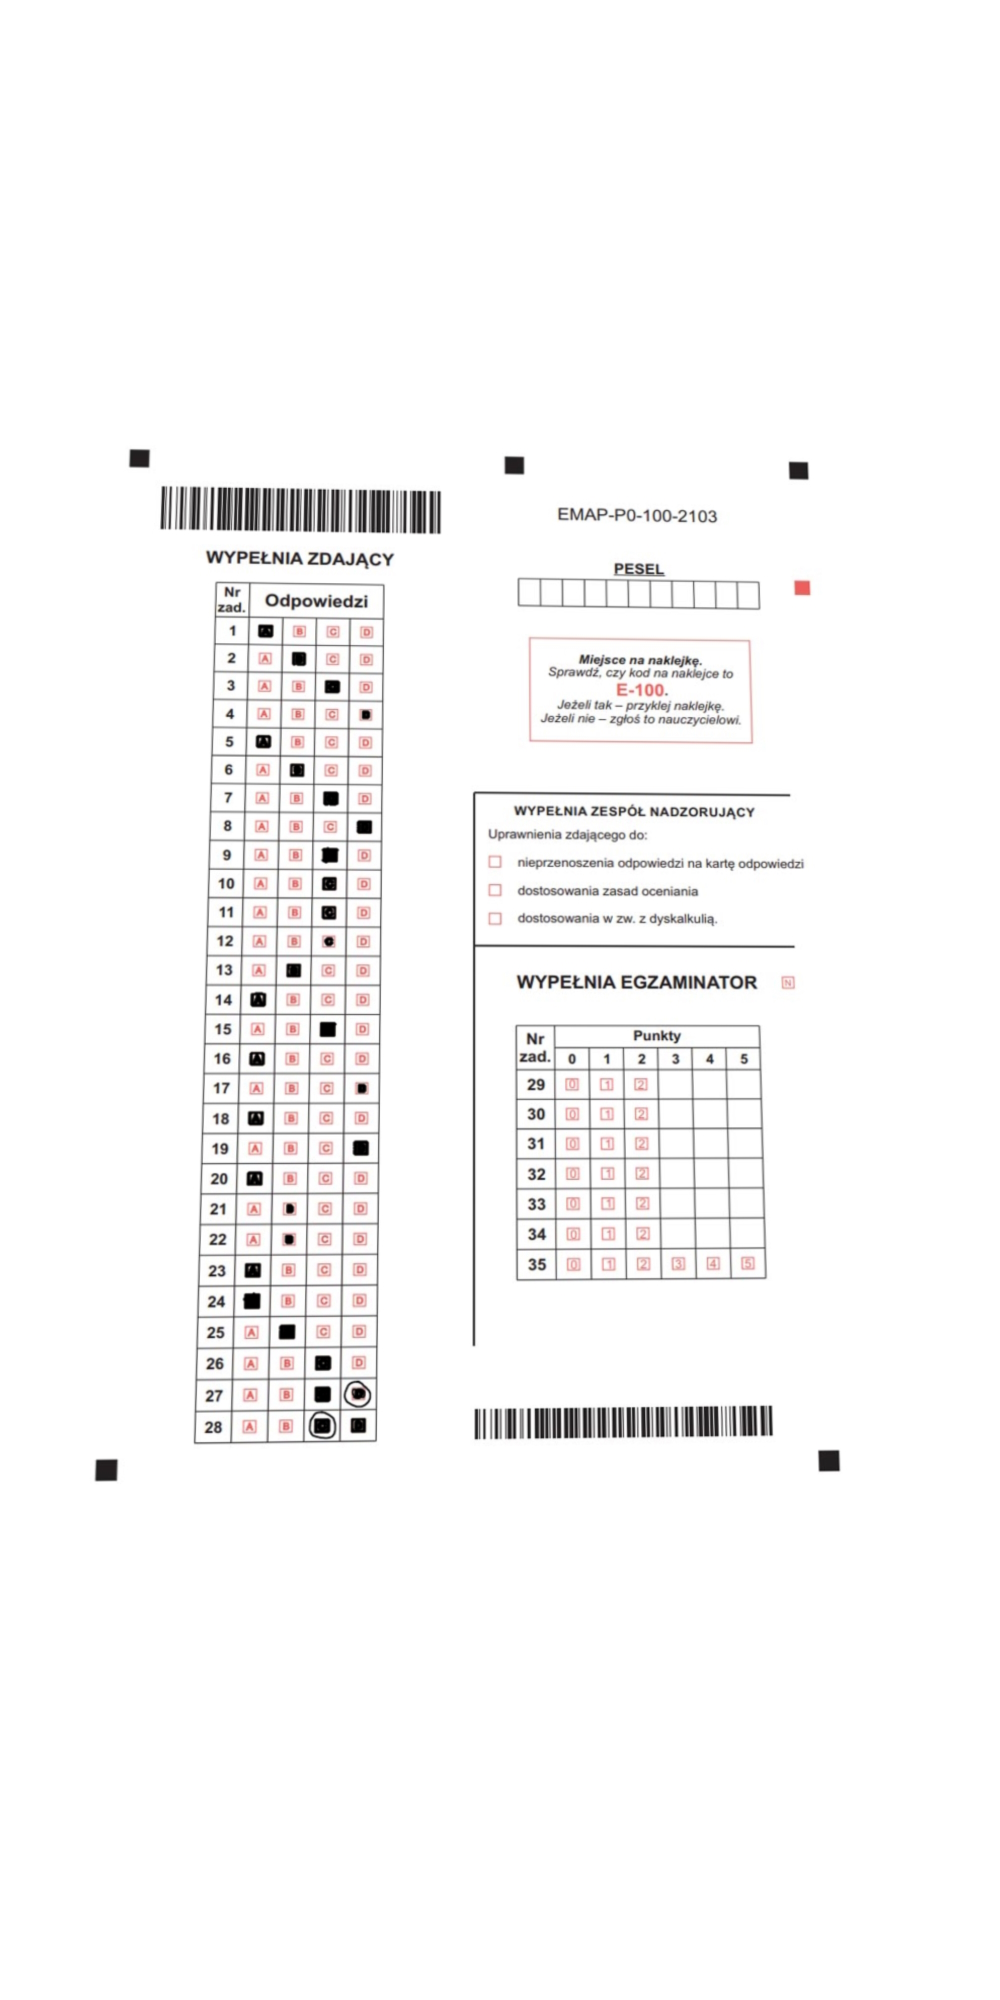 EMAP-P0-100-2103
WYPEŁNIA ZDAJĄCY
Nr zad. Odpowiedzi
1 A B C D
2 A C D
3 A B D
4 A B C
5 A B C D
6 A C D
7 A B D
8 A B C
9 A B D
10 A B C D
11 A B C D
12 A B C D
13 A C D
14 A B C D
15 A B D
16 A B C D
17 A B C
18 A B C D
19 A B C
20 A B C D
21 A C D
22 A C D
23 A B C D
24 B C D
25 A C D
26 A B D
27 A B
28 A B
PESEL
Miejsce na naklejkę.
Sprawdź, czy kod na naklejce to
E-100.
Jeżeli tak – przyklej naklejkę.
Jeżeli nie – zgłoś to nauczycielowi.
WYPEŁNIA ZESPÓŁ NADZORUJĄCY
Uprawnienia zdającego do:
nieprzenoszenia odpowiedzi na kartę odpowiedzi
dostosowania zasad oceniania
dostosowania w zw. z dyskalkulią.
WYPEŁNIA EGZAMINATOR N
Nr zad. Punkty
0 1 2 3 4 5
29 0 1 2
30 0 1 2
31 0 1 2
32 0 1 2
33 0 1 2
34 0 1 2
35 0 1 2 3 4 5